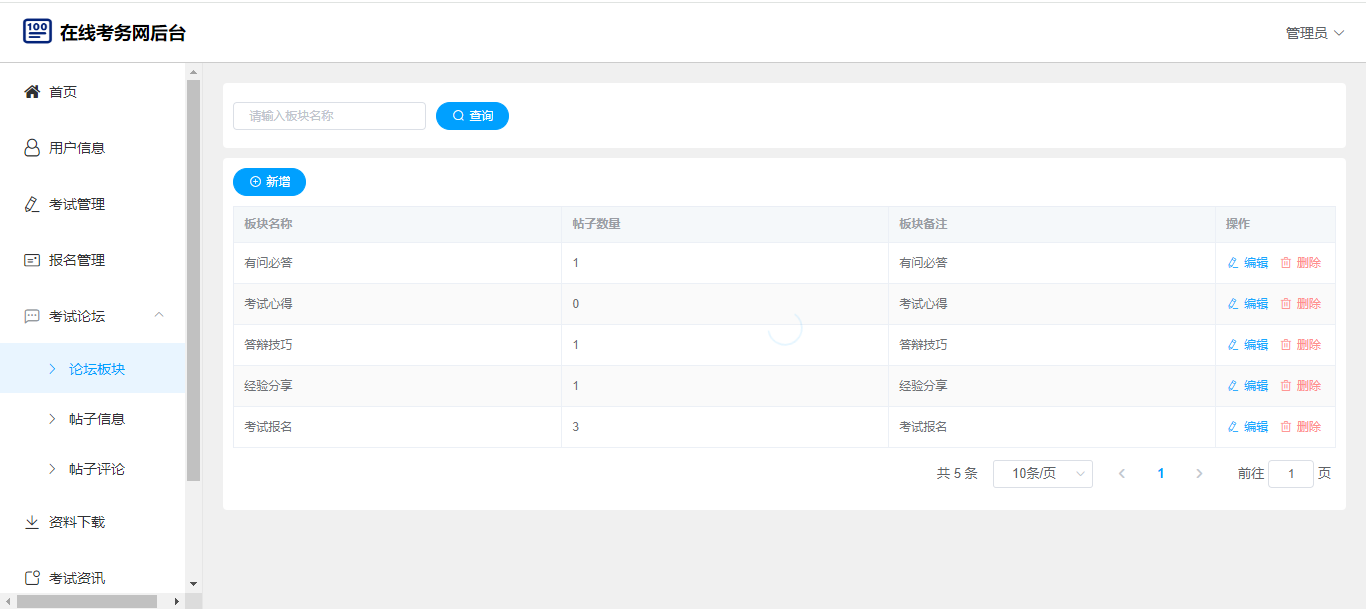 100 在线考务网后台
管理员
首页
用户信息
考试管理
报名管理
考试论坛
论坛板块
帖子信息
帖子评论
资料下载
考试资讯
请输入板块名称 查询
新增
板块名称 帖子数量 板块备注 操作
有问必答 1 有问必答 编辑 删除
考试心得 0 考试心得 编辑 删除
答辩技巧 1 答辩技巧 编辑 删除
经验分享 1 经验分享 编辑 删除
考试报名 3 考试报名 编辑 删除
共 5 条 10条/页 1 前往 1 页